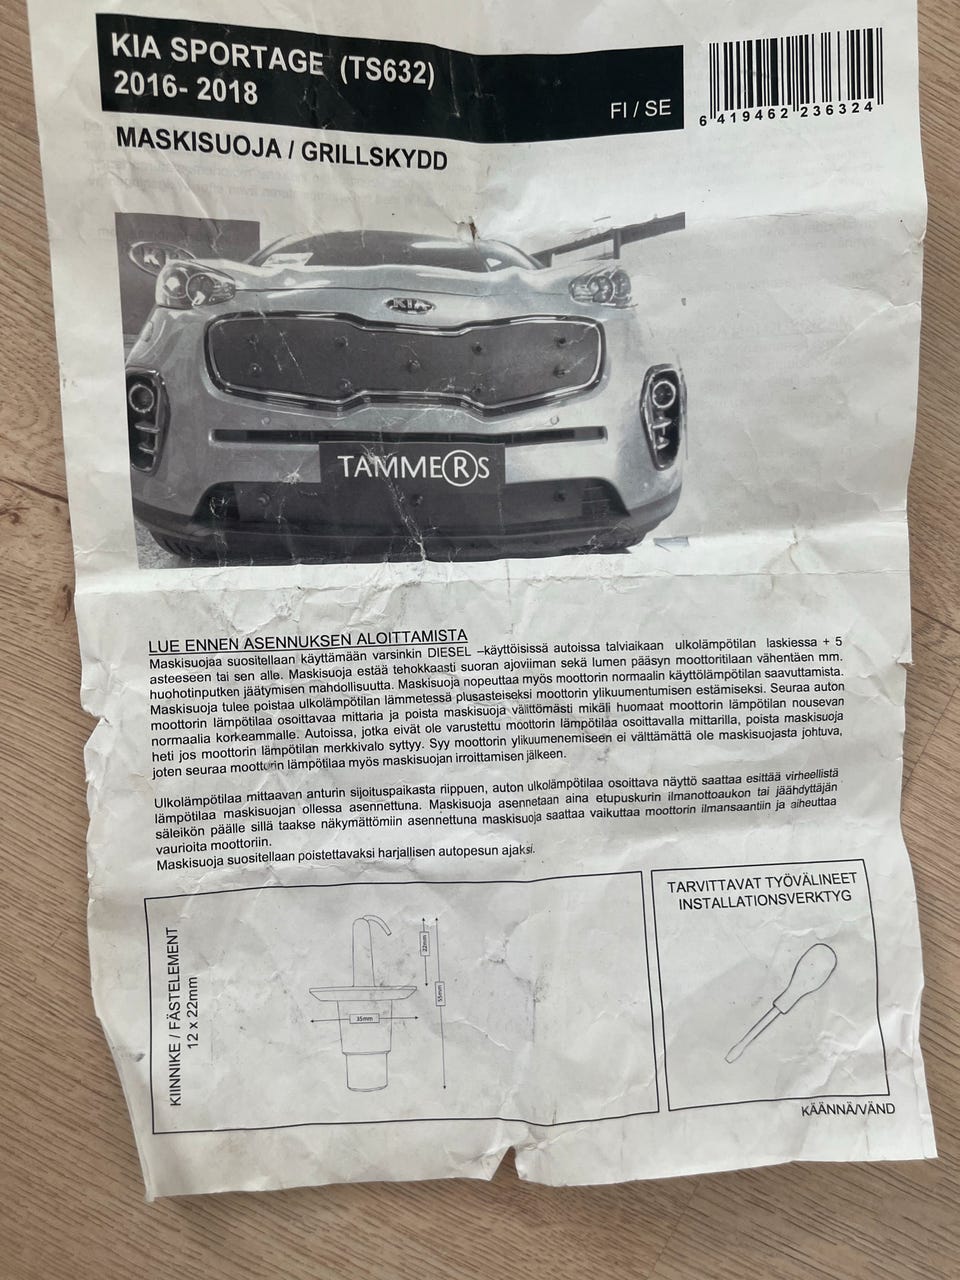 KIA SPORTAGE (TS632)
2016- 2018
FI / SE
6 419462 236324
MASKISUOJA / GRILLSKYDD
KIA
KIA
TAMMERS
LUE ENNEN ASENNUKSEN ALOITTAMISTA
Maskisuojaa suositellaan käyttämään varsinkin DIESEL –käyttöisissä autoissa talviaikaan ulkolämpötilan laskiessa + 5
asteeseen tai sen alle. Maskisuoja estää tehokkaasti suoran ajoviiman sekä lumen pääsyn moottoritilaan vähentäen mm.
huohotinputken jäätymisen mahdollisuutta. Maskisuoja nopeuttaa myös moottorin normaalin käyttölämpötilan saavuttamista.
Maskisuoja tulee poistaa ulkolämpötilan lämmetessä plusasteiseksi moottorin ylikuumentumisen estämiseksi. Seuraa auton
moottorin lämpötilaa osoittavaa mittaria ja poista maskisuoja välittömästi mikäli huomaat moottorin lämpötilan nousevan
normaalia korkeammalle. Autoissa, jotka eivät ole varustettu moottorin lämpötilaa osoittavalla mittarilla, poista maskisuoja
heti jos moottorin lämpötilan merkkivalo syttyy. Syy moottorin ylikuumenemiseen ei välttämättä ole maskisuojasta johtuva,
joten seuraa moottorin lämpötilaa myös maskisuojan irroittamisen jälkeen.
Ulkolämpötilaa mittaavan anturin sijoituspaikasta riippuen, auton ulkolämpötilaa osoittava näyttö saattaa esittää virheellistä
lämpötilaa maskisuojan ollessa asennettuna. Maskisuoja asennetaan aina etupuskurin ilmanottoaukon tai jäähdyttäjän
säleikön päälle sillä taakse näkymättömiin asennettuna maskisuoja saattaa vaikuttaa moottorin ilmansaantiin ja aiheuttaa
vaurioita moottoriin.
Maskisuoja suositellaan poistettavaksi harjallisen autopesun ajaksi.
KIINNIKE / FÄSTELEMENT
12 x 22mm
22mm
55mm
35mm
TARVITTAVAT TYÖVÄLINEET
INSTALLATIONSVERKTYG
KÄÄNNÄ/VÄND